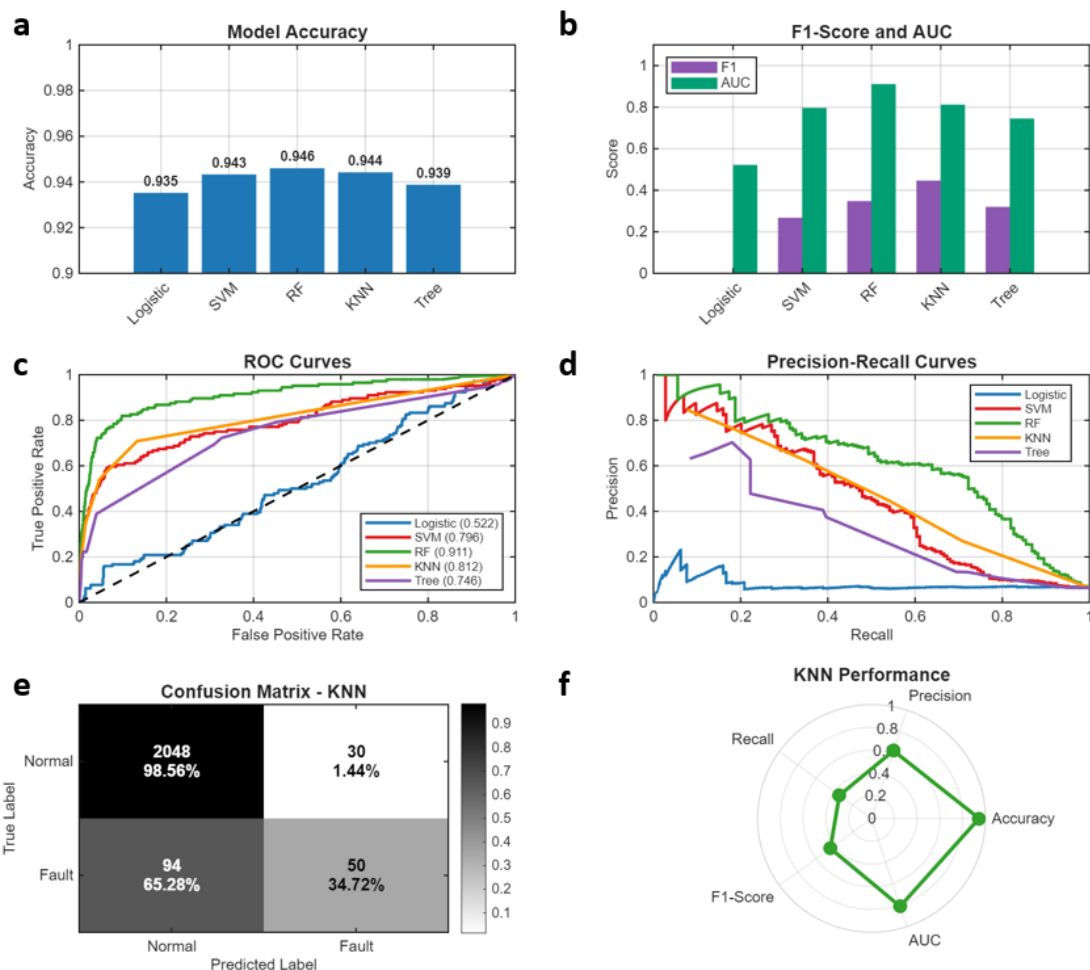 a
Model Accuracy
1
0.98
0.96
0.94
0.92
0.9
Accuracy
0.935
0.943
0.946
0.944
0.939
Logistic
SVM
RF
KNN
Tree
b
F1-Score and AUC
F1
AUC
1
0.8
0.6
0.4
0.2
0
Score
Logistic
SVM
RF
KNN
Tree
c
ROC Curves
1
0.8
0.6
0.4
0.2
0
True Positive Rate
Logistic (0.522)
SVM (0.796)
RF (0.911)
KNN (0.812)
Tree (0.746)
0.2
0.4
0.6
0.8
1
False Positive Rate
d
Precision-Recall Curves
1
0.8
0.6
0.4
0.2
0
Precision
Logistic
SVM
RF
KNN
Tree
0
0.2
0.4
0.6
0.8
1
Recall
e
Confusion Matrix - KNN
True Label
Normal
2048
98.56%
30
1.44%
Fault
94
65.28%
50
34.72%
Normal
Fault
Predicted Label
0.9
0.8
0.7
0.6
0.5
0.4
0.3
0.2
0.1
f
KNN Performance
Precision
Recall
Accuracy
F1-Score
AUC
1
0.8
0.4
0.2
0